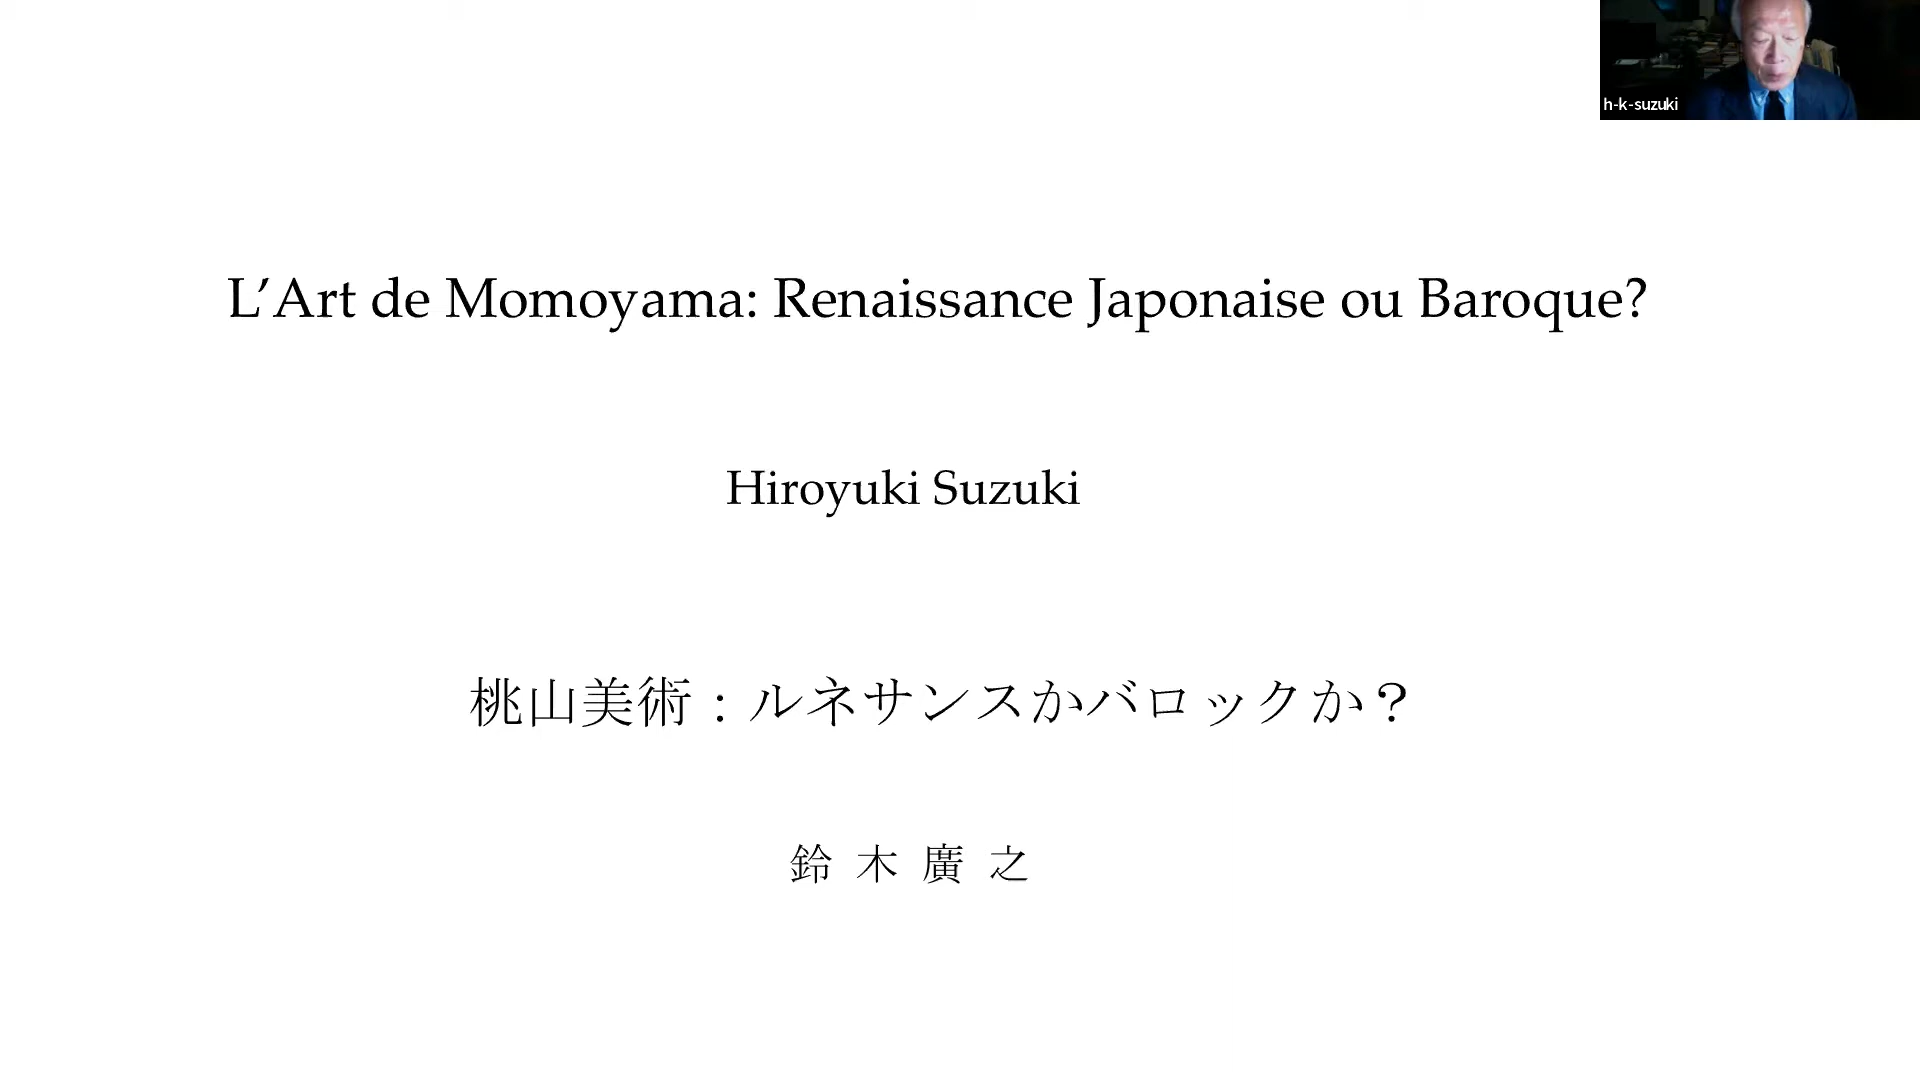 h-k-suzuki
L’Art de Momoyama: Renaissance Japonaise ou Baroque?
Hiroyuki Suzuki
桃山美術：ルネサンスかバロックか？
鈴 木 廣 之